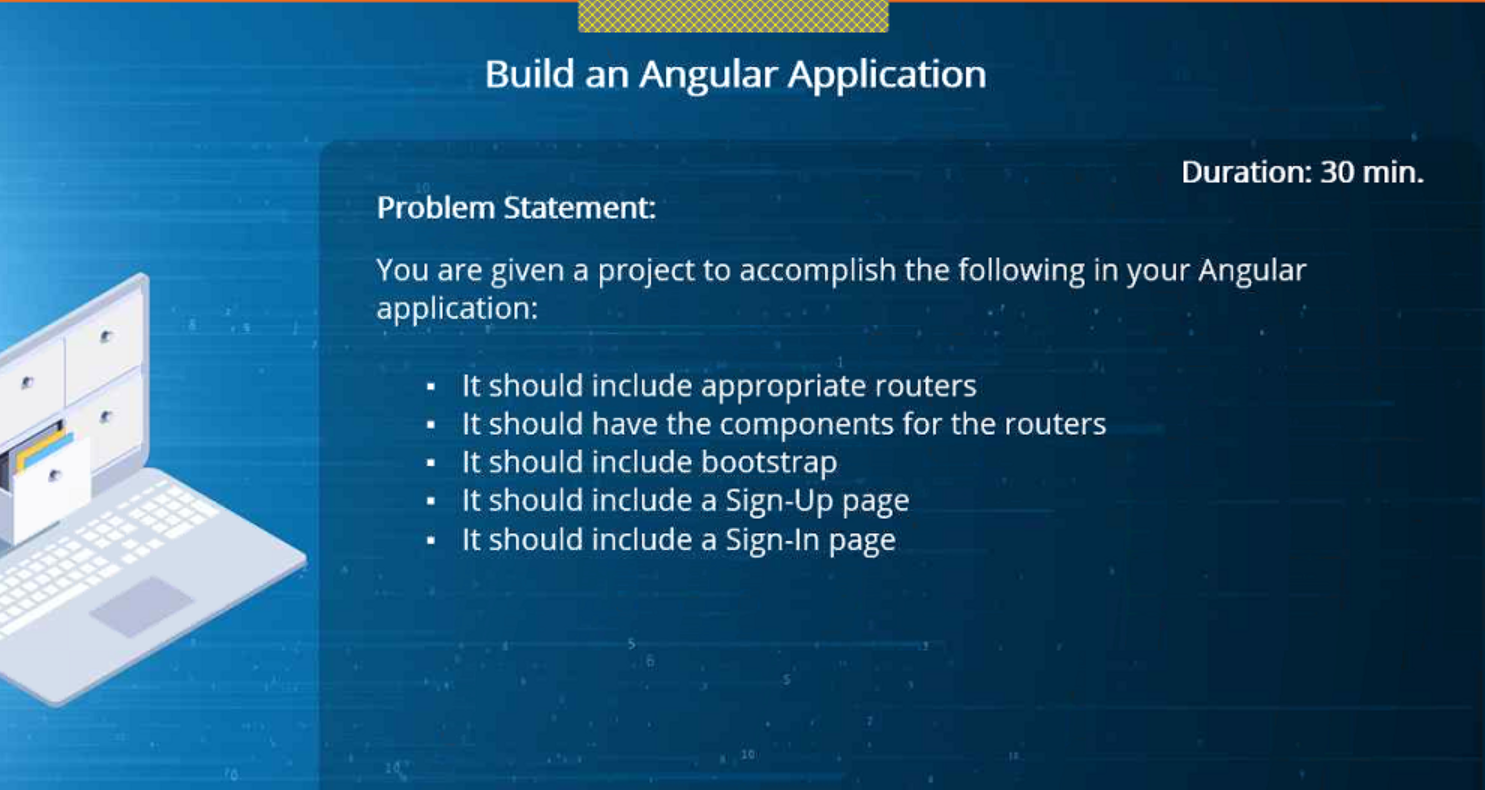 Build an Angular Application
Duration: 30 min.
Problem Statement:
You are given a project to accomplish the following in your Angular
application:
▪ It should include appropriate routers
▪ It should have the components for the routers
▪ It should include bootstrap
▪ It should include a Sign-Up page
▪ It should include a Sign-In page